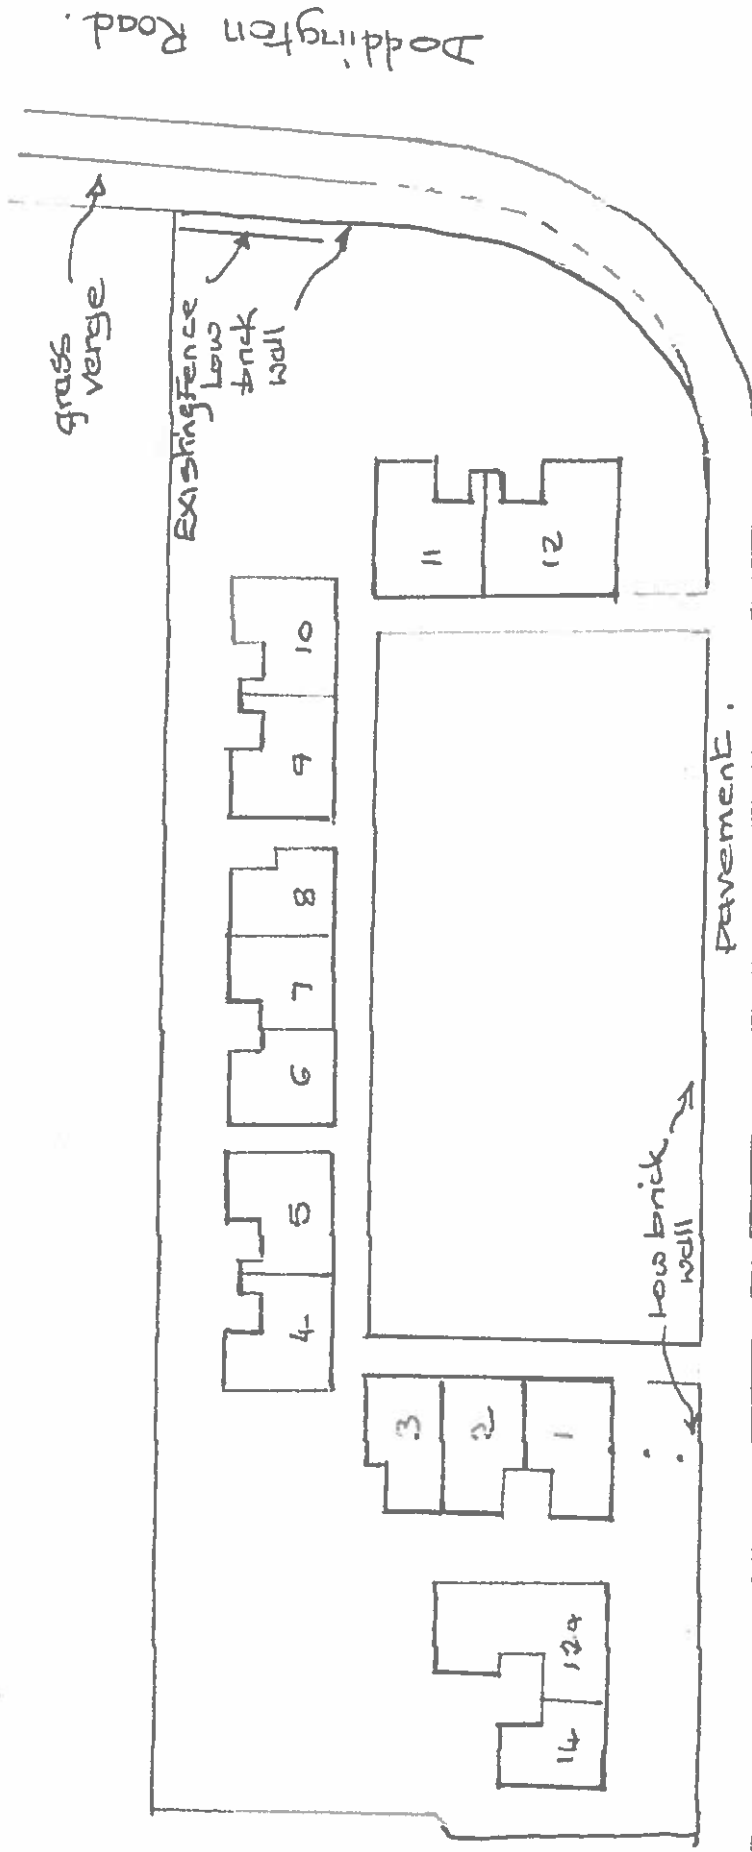 Doddington Road.
grass
verge
Existing Fence
Low
brick
wall
11
12
10
9
8
7
6
5
4
3
2
1
12a
14
Low brick
wall
pavement.